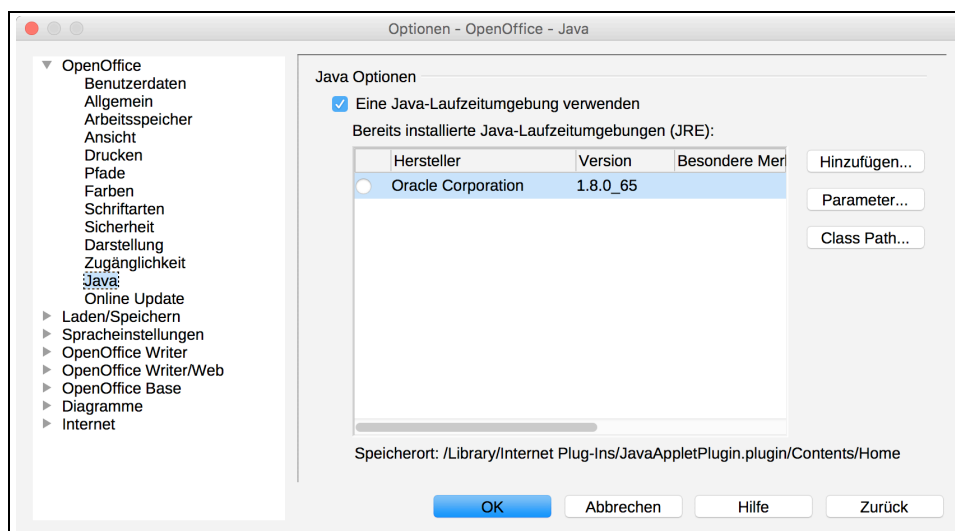 Optionen - OpenOffice - Java
OpenOffice
Benutzerdaten
Allgemein
Arbeitsspeicher
Ansicht
Drucken
Pfade
Farben
Schriftarten
Sicherheit
Darstellung
Zugänglichkeit
Java
Online Update
Laden/Speichern
Spracheinstellungen
OpenOffice Writer
OpenOffice Writer/Web
OpenOffice Base
Diagramme
Internet
Java Optionen
Eine Java-Laufzeitumgebung verwenden
Bereits installierte Java-Laufzeitumgebungen (JRE):
Hersteller Version Besondere Mer
Oracle Corporation 1.8.0_65
Hinzufügen...
Parameter...
Class Path...
Speicherort: /Library/Internet Plug-Ins/JavaAppletPlugin.plugin/Contents/Home
OK Abbrechen Hilfe Zurück